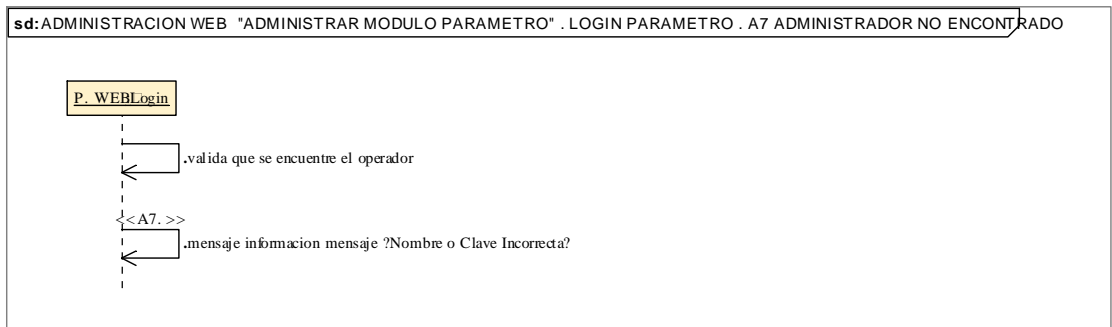 sd: ADMINISTRACION WEB "ADMINISTRAR MODULO PARAMETRO" . LOGIN PARAMETRO . A7 ADMINISTRADOR NO ENCONTRADO
P. WEBLogin
.valida que se encuentre el operador
<<A7. >>
.mensaje informacion mensaje ?Nombre o Clave Incorrecta?